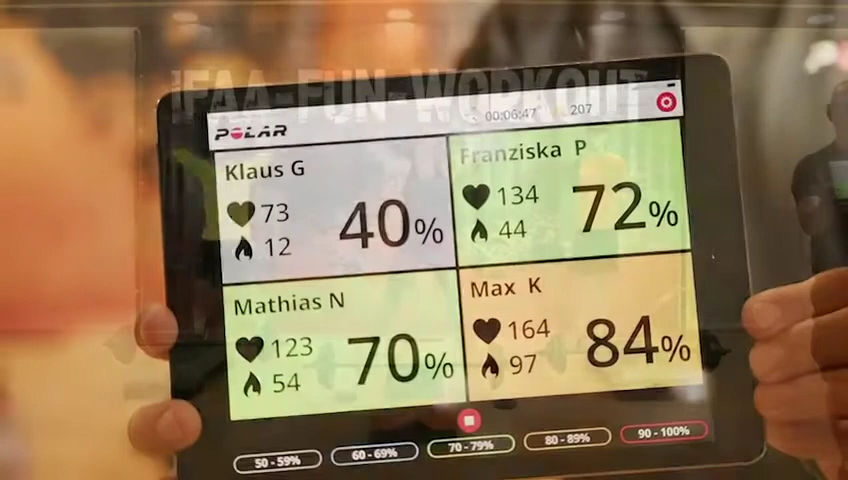 IFAA-FUN-WORKOUT
00:06:47 207
POLAR
Klaus G
73
12
40%
Franziska P
134
44
72%
Mathias N
123
54
70%
Max K
164
97
84%
50 - 59% 60 - 69% 70 - 79% 80 - 89% 90 - 100%